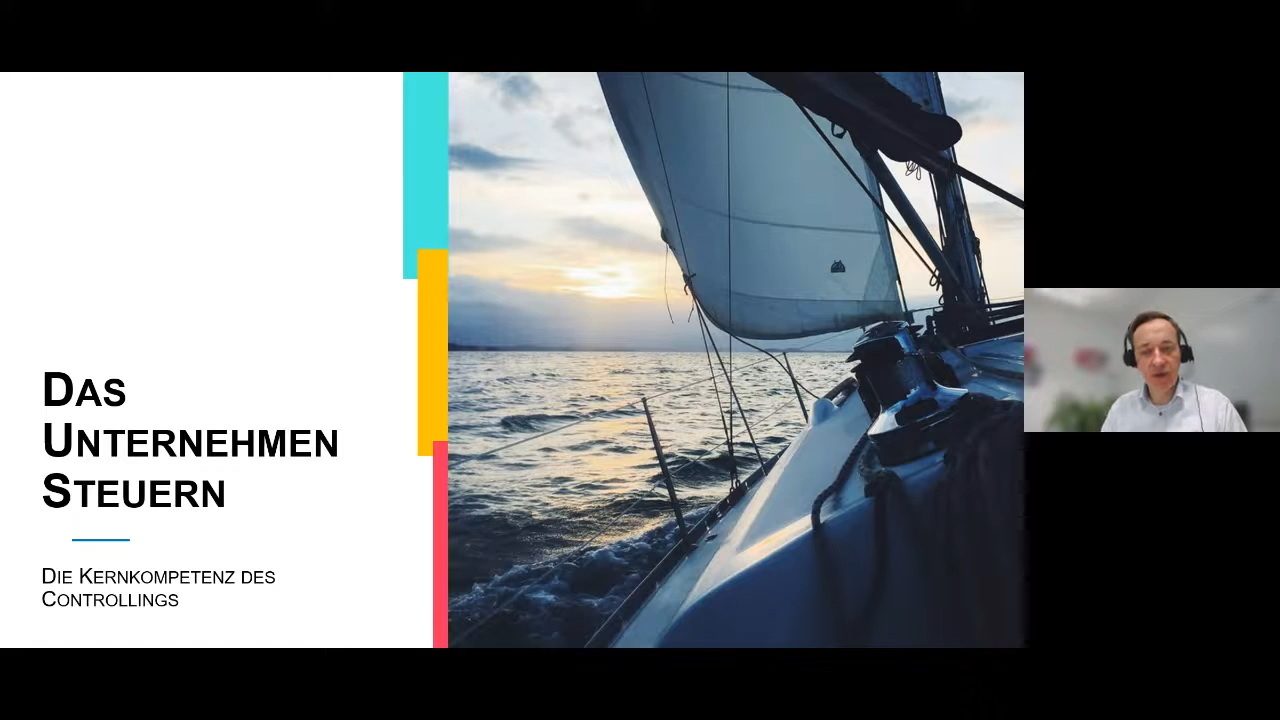 Das
Unternehmen
Steuern
Die Kernkompetenz des
Controllings